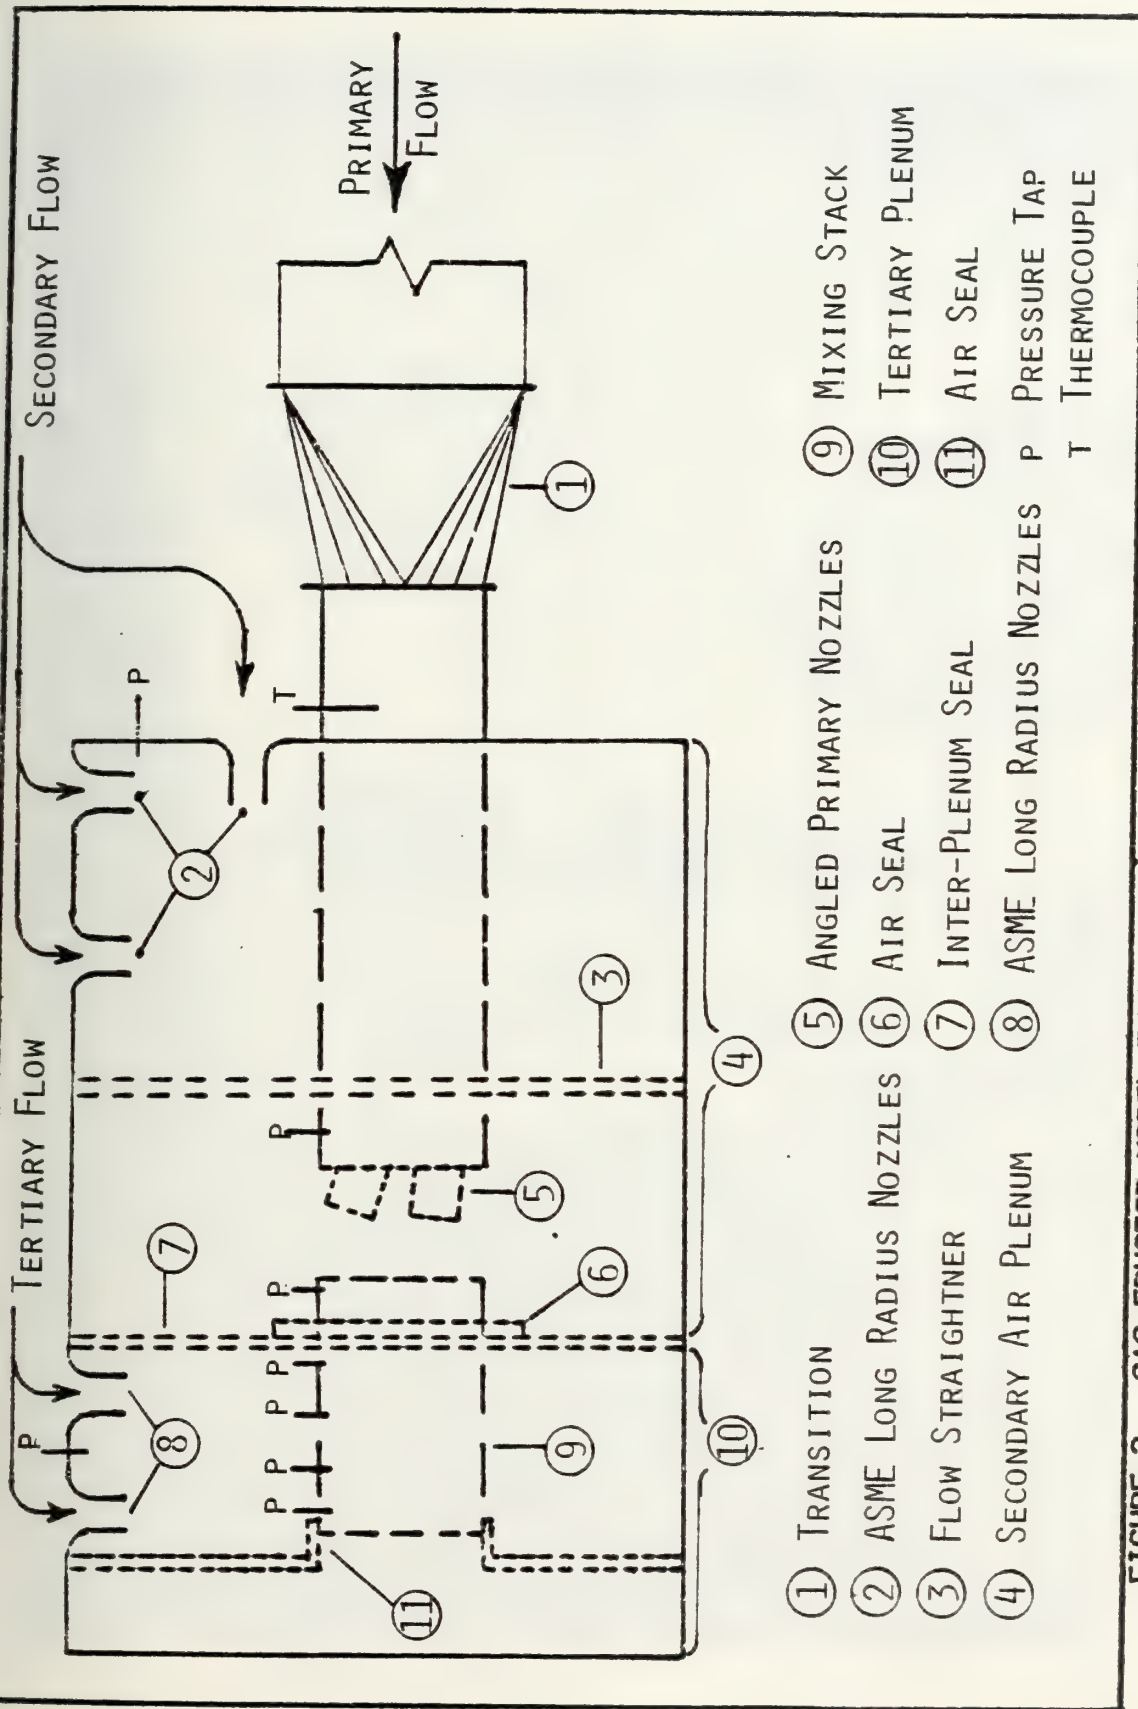 TERTIARY FLOW
SECONDARY FLOW
PRIMARY
FLOW
P
P
P
P
P
P
P
P
T
①
②
③
④
⑤
⑥
⑦
⑧
⑨
⑩
⑪
① TRANSITION
② ASME LONG RADIUS NOZZLES
③ FLOW STRAIGHTNER
④ SECONDARY AIR PLENUM
⑤ ANGLED PRIMARY NOZZLES
⑥ AIR SEAL
⑦ INTER-PLENUM SEAL
⑧ ASME LONG RADIUS NOZZLES
⑨ MIXING STACK
⑩ TERTIARY PLENUM
⑪ AIR SEAL
P PRESSURE TAP
T THERMOCOUPLE